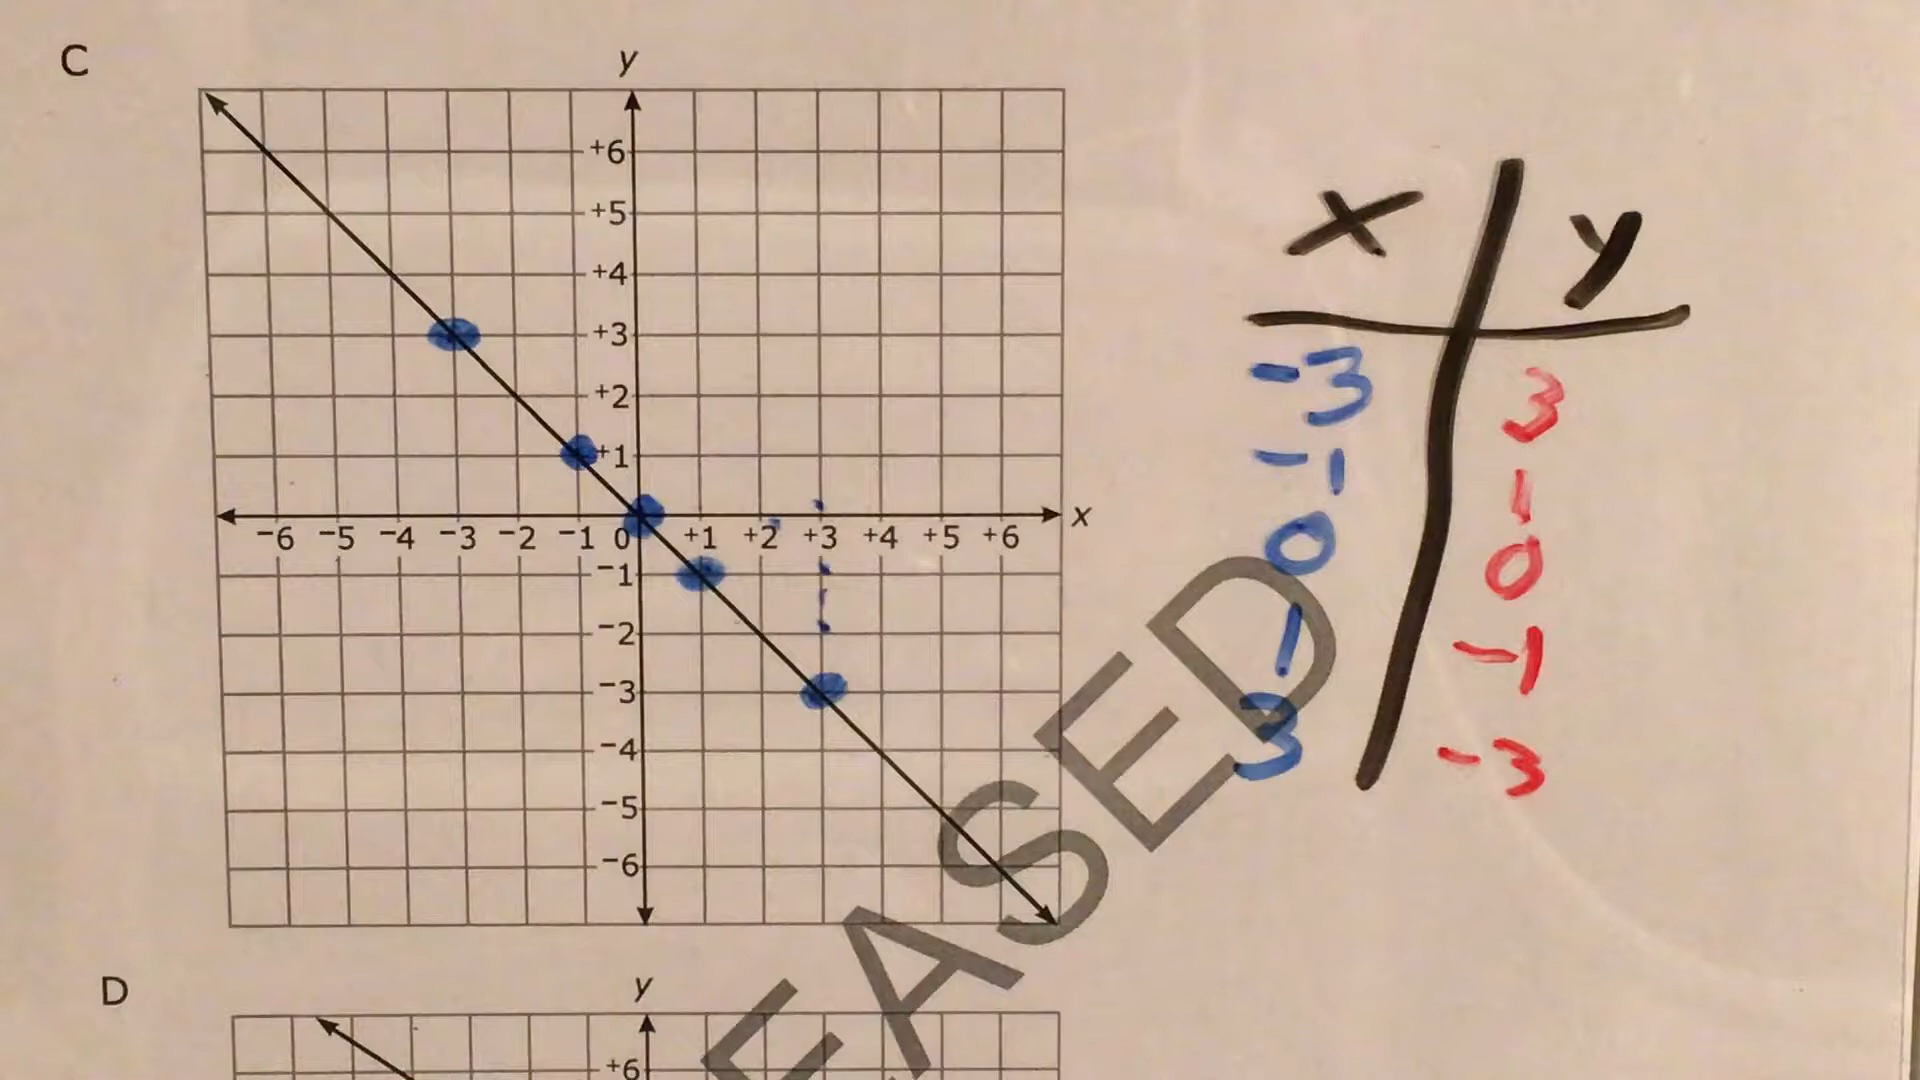 C
y
+6
+5
+4
+3
+2
+1
-6 -5 -4 -3 -2 -1 0 +1 +2 +3 +4 +5 +6 x
-1
-2
-3
-4
-5
-6
x y
-3 3
-1 1
0 0
1 -1
3 -3
EASED
D
y
+6